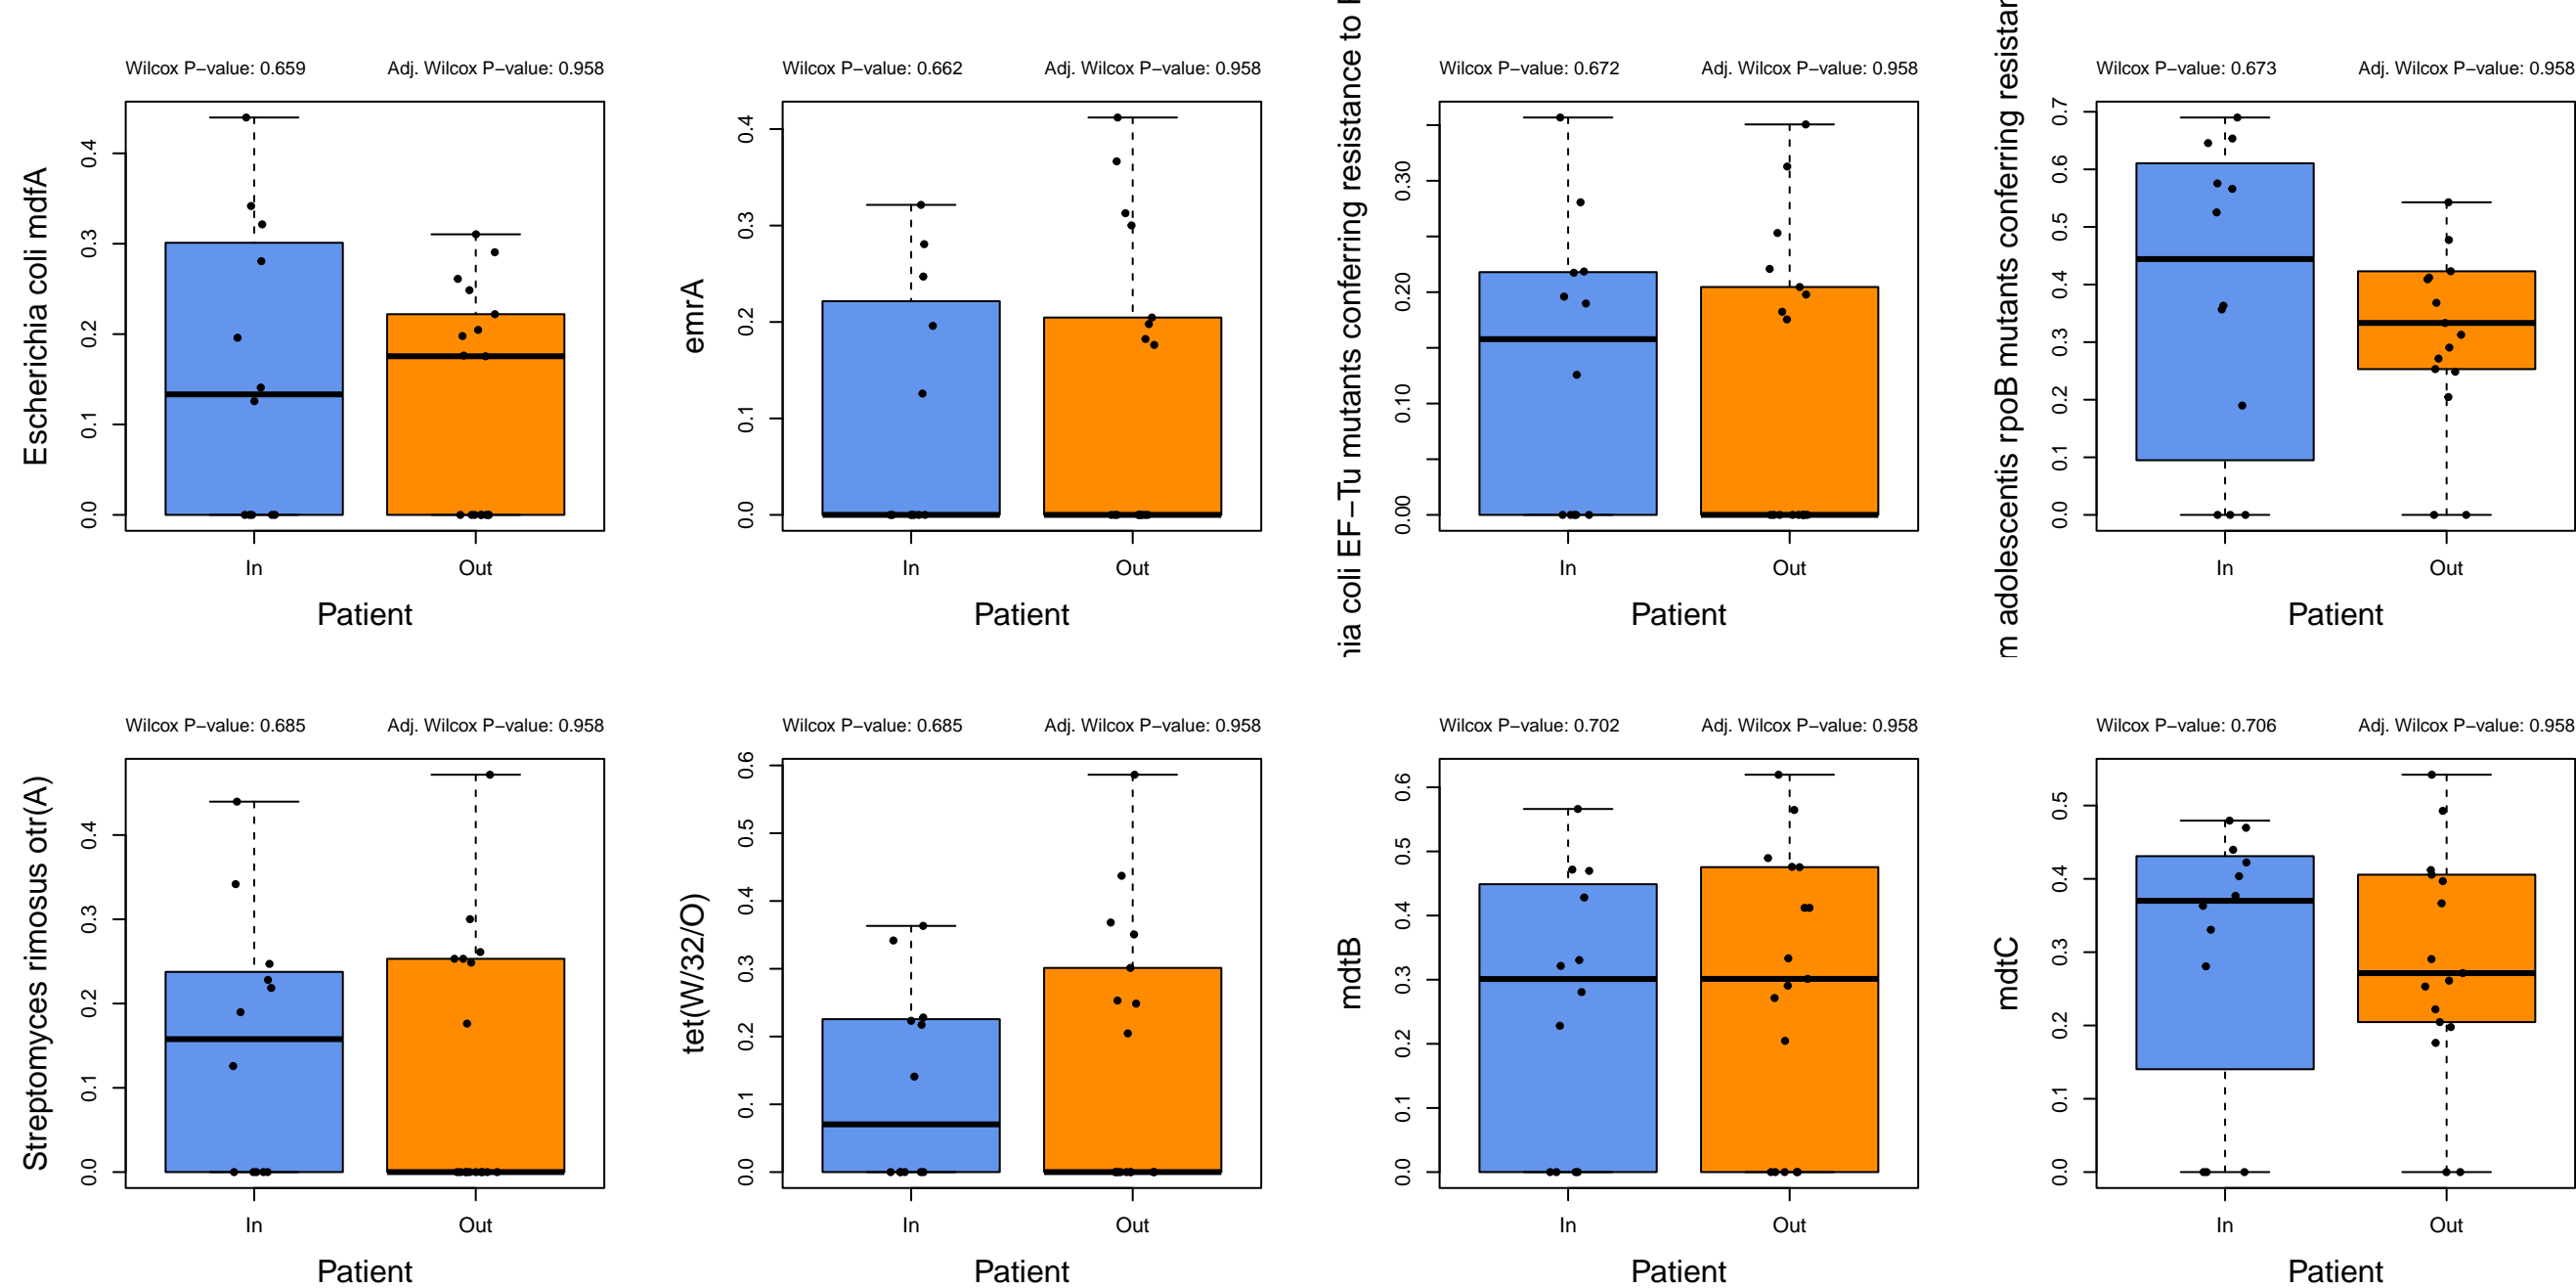 Wilcox P−value: 0.659 Adj. Wilcox P−value: 0.958
Escherichia coli mdfA
0.0 0.1 0.2 0.3 0.4
In Out
Patient
Wilcox P−value: 0.662 Adj. Wilcox P−value: 0.958
emrA
0.0 0.1 0.2 0.3 0.4
In Out
Patient
Wilcox P−value: 0.672 Adj. Wilcox P−value: 0.958
coli EF−Tu mutants conferring resistance to
0.00 0.10 0.20 0.30
In Out
Patient
Wilcox P−value: 0.673 Adj. Wilcox P−value: 0.958
adolescentis rpoB mutants conferring
0.0 0.1 0.2 0.3 0.4 0.5 0.6 0.7
In Out
Patient
Wilcox P−value: 0.685 Adj. Wilcox P−value: 0.958
Streptomyces rimosus otr(A)
0.0 0.1 0.2 0.3 0.4
In Out
Patient
Wilcox P−value: 0.685 Adj. Wilcox P−value: 0.958
tet(W/32/O)
0.0 0.1 0.2 0.3 0.4 0.5 0.6
In Out
Patient
Wilcox P−value: 0.702 Adj. Wilcox P−value: 0.958
mdtB
0.0 0.1 0.2 0.3 0.4 0.5 0.6
In Out
Patient
Wilcox P−value: 0.706 Adj. Wilcox P−value: 0.958
mdtC
0.0 0.1 0.2 0.3 0.4 0.5
In Out
Patient